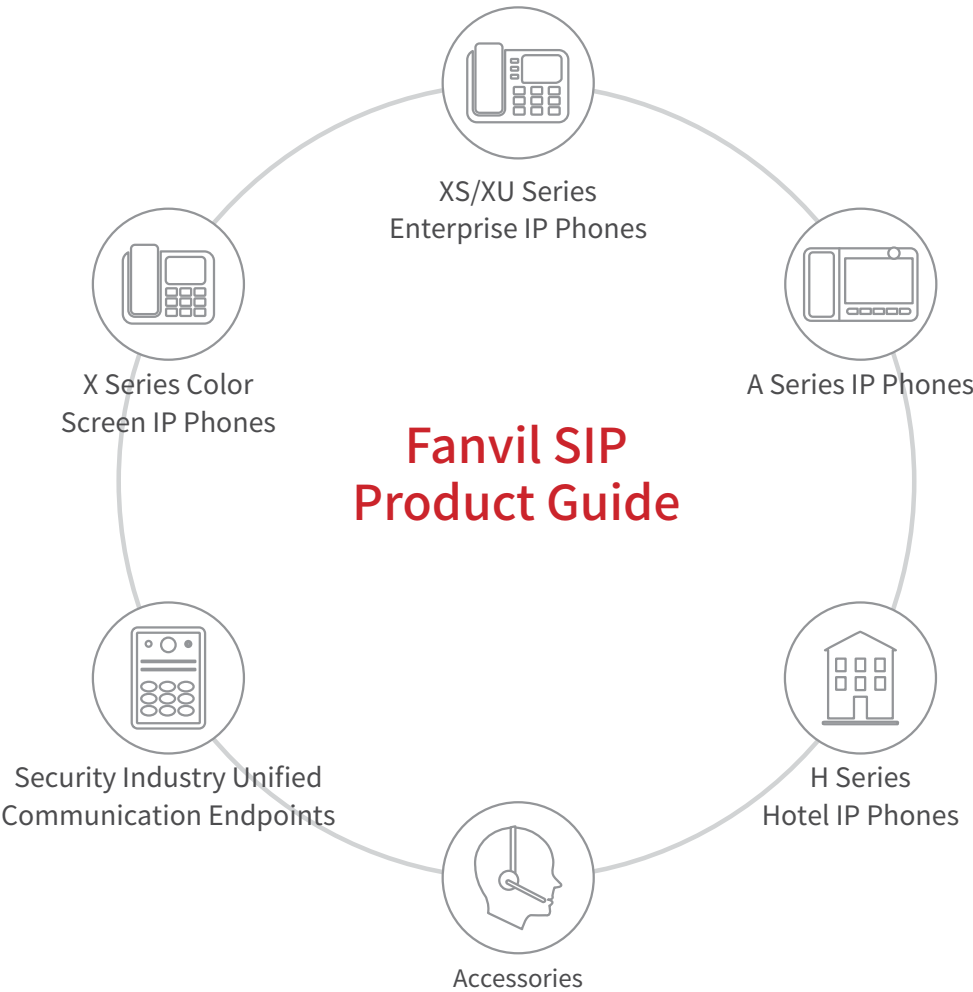 XS/XU Series
Enterprise IP Phones
X Series Color
Screen IP Phones
A Series IP Phones
Fanvil SIP
Product Guide
Security Industry Unified
Communication Endpoints
H Series
Hotel IP Phones
Accessories